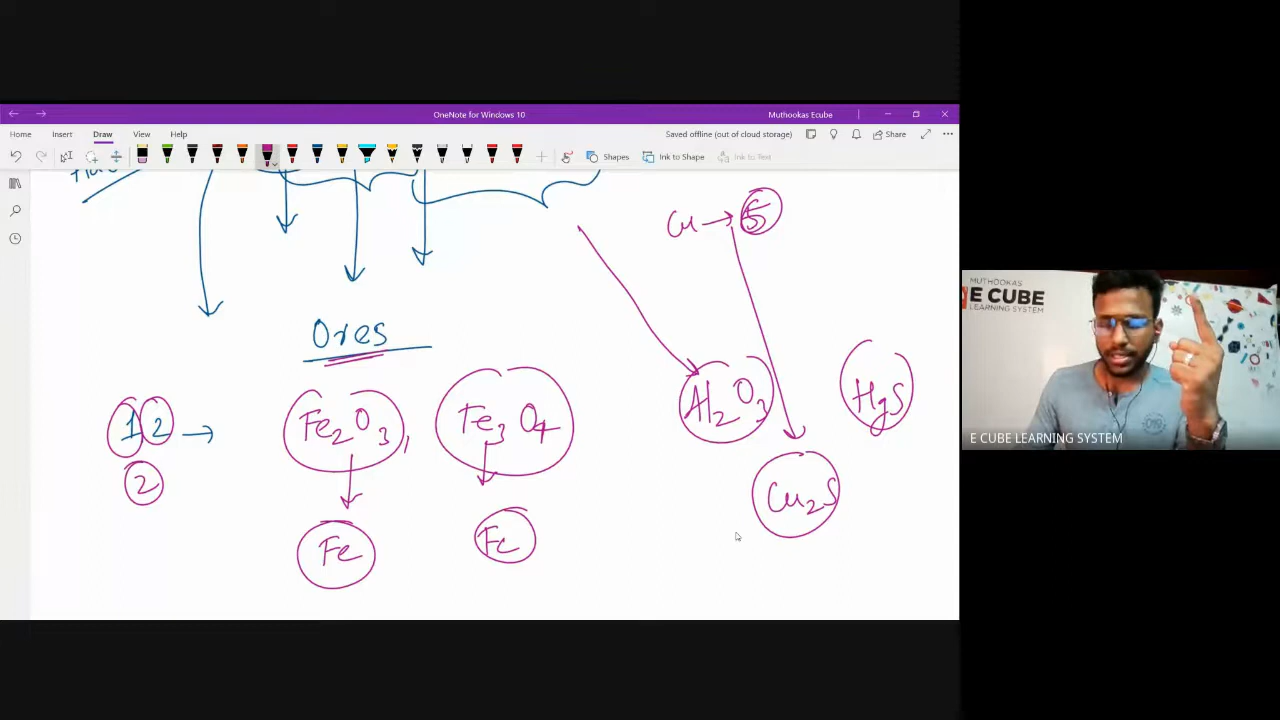 OneNote for Windows 10
Muthookas Ecube
Home Insert Draw View Help
Saved offline (out of cloud storage)
Share
Shapes
Ink to Shape
Ink to Text
Cu → S
Ores
1 2 → Fe2O3, Fe3O4
Al2O3
HgS
2
Cu2S
Fe
Fe
MUTHOOKAS
E CUBE
LEARNING SYSTEM
E CUBE LEARNING SYSTEM